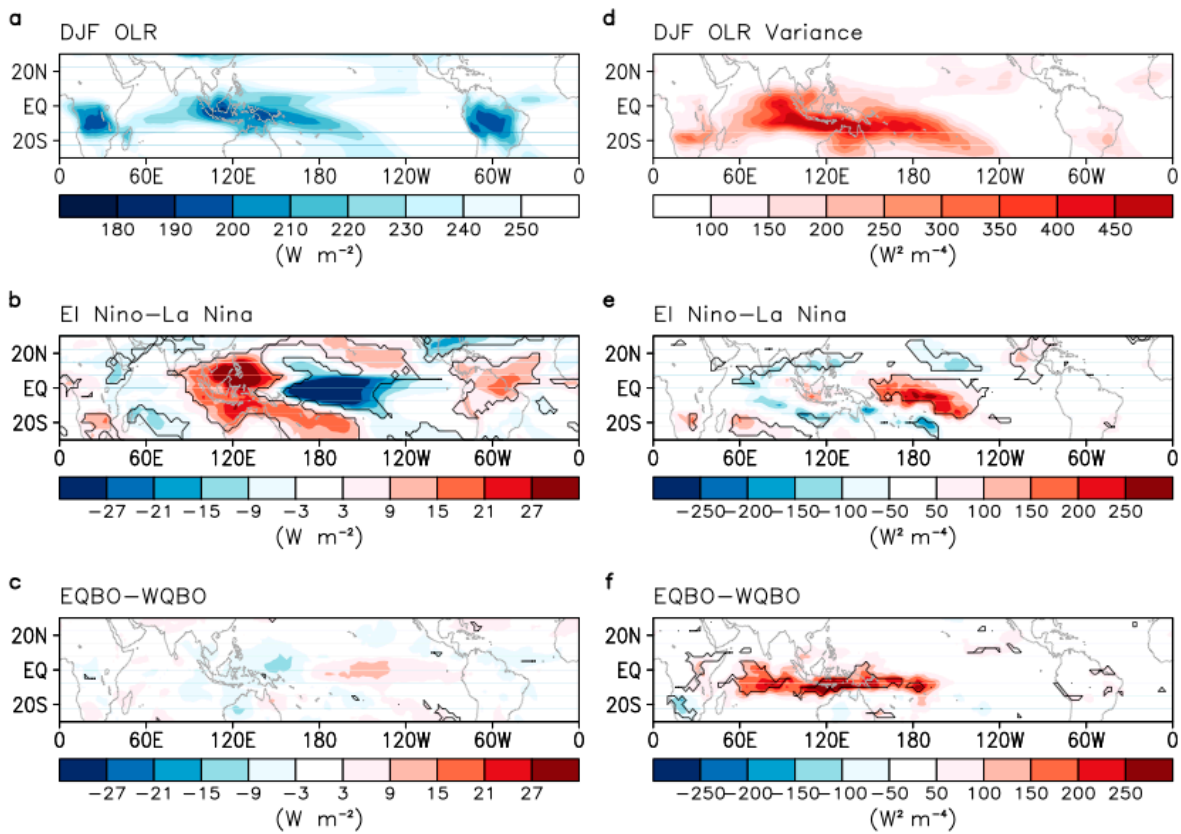 a
DJF OLR
20N
EQ
20S
0 60E 120E 180 120W 60W 0
180 190 200 210 220 230 240 250
(W m⁻²)
b
El Nino–La Nina
20N
EQ
20S
0 60E 120E 180 120W 60W 0
−27 −21 −15 −9 −3 3 9 15 21 27
(W m⁻²)
c
EQBO–WQBO
20N
EQ
20S
0 60E 120E 180 120W 60W 0
−27 −21 −15 −9 −3 3 9 15 21 27
(W m⁻²)
d
DJF OLR Variance
20N
EQ
20S
0 60E 120E 180 120W 60W 0
100 150 200 250 300 350 400 450
(W² m⁻⁴)
e
El Nino–La Nina
20N
EQ
20S
0 60E 120E 180 120W 60W 0
−250 −200 −150 −100 −50 50 100 150 200 250
(W² m⁻⁴)
f
EQBO–WQBO
20N
EQ
20S
0 60E 120E 180 120W 60W 0
−250 −200 −150 −100 −50 50 100 150 200 250
(W² m⁻⁴)